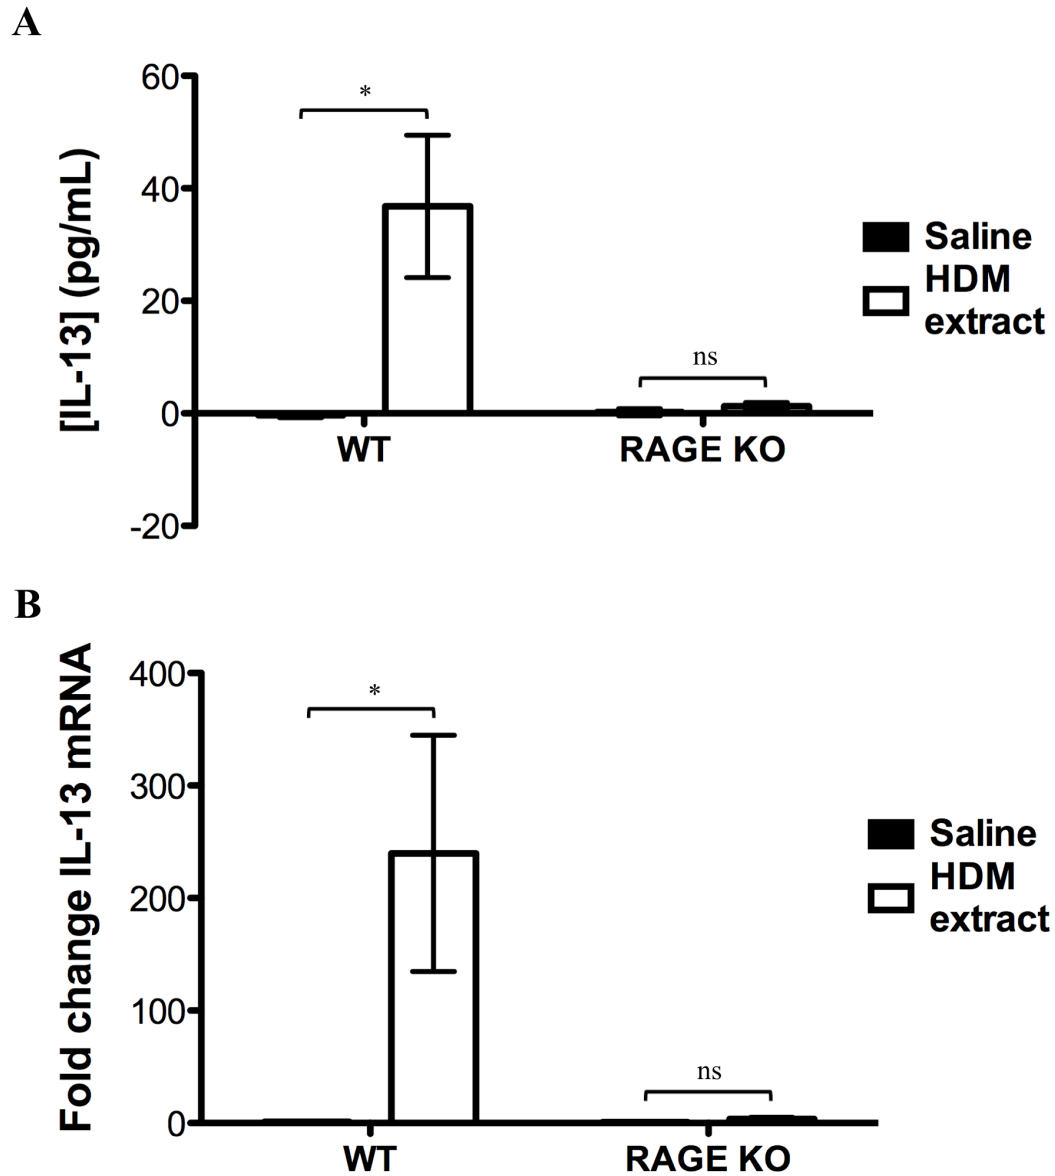 A
60
40
20
0
-20
[IL-13] (pg/mL)
*
ns
WT
RAGE KO
Saline
HDM
extract
B
400
300
200
100
0
Fold change IL-13 mRNA
*
ns
WT
RAGE KO
Saline
HDM
extract